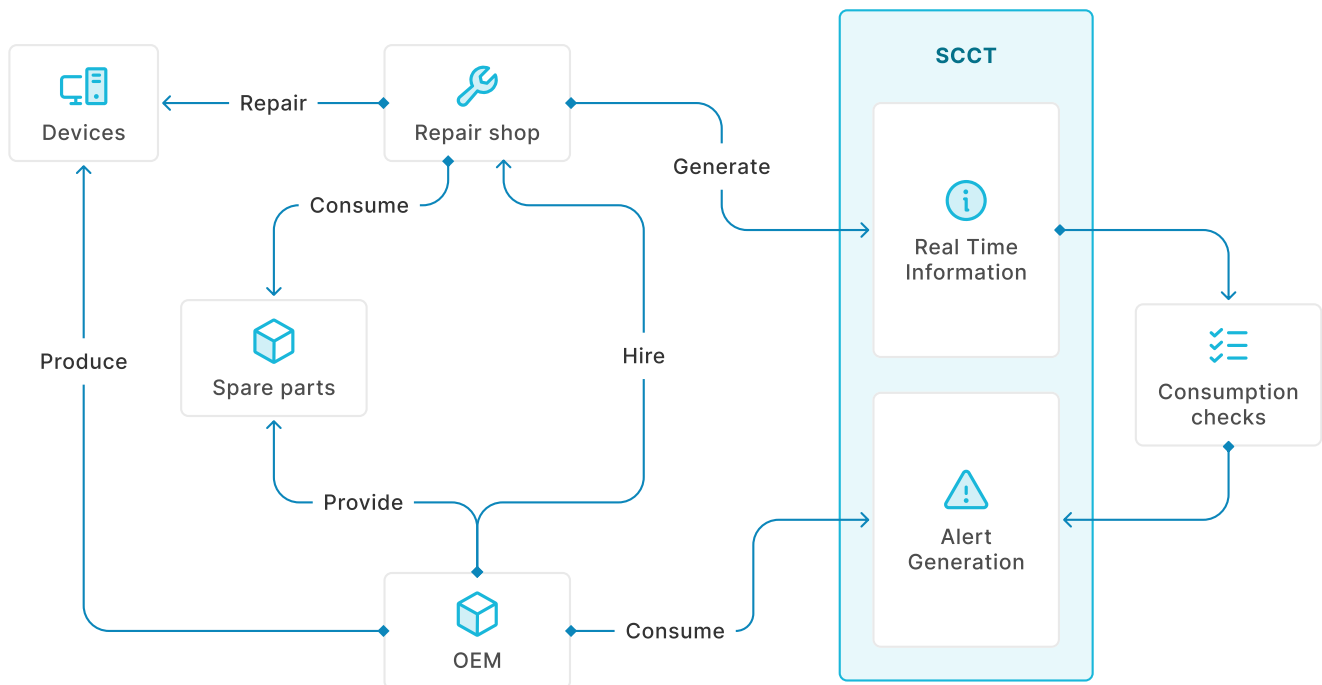 SCCT
Devices
Repair
Repair shop
Generate
Consume
Real Time
Information
Produce
Spare parts
Hire
Consumption
checks
Provide
Alert
Generation
Consume
OEM